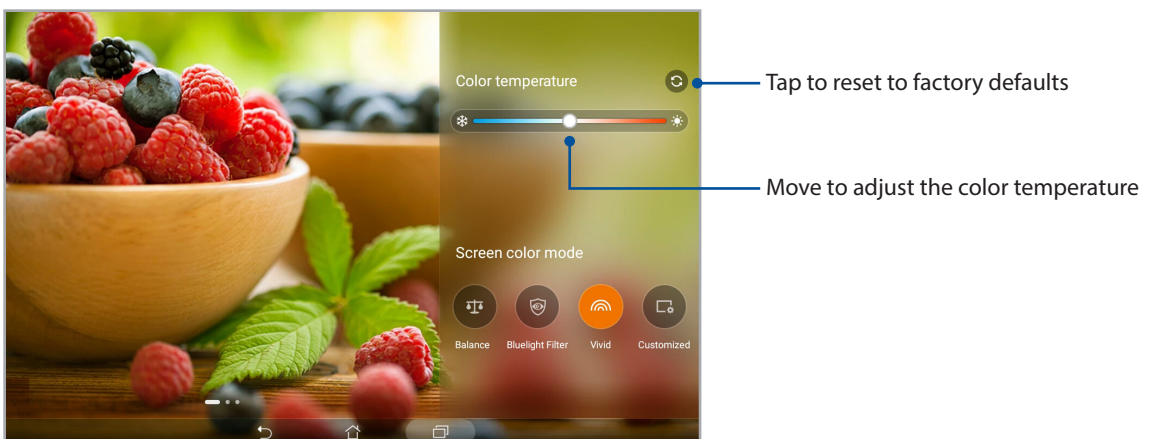 Color temperature
Tap to reset to factory defaults
Move to adjust the color temperature
Screen color mode
Balance Bluelight Filter Vivid Customized